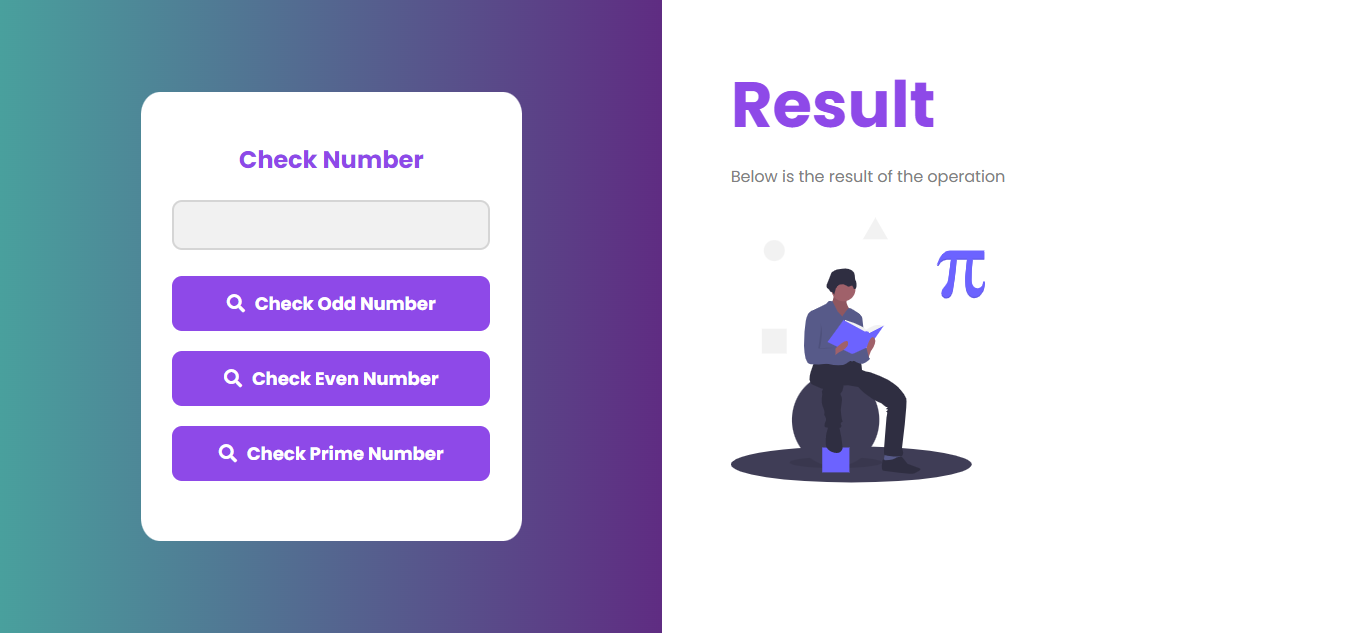 Check Number
Check Odd Number
Check Even Number
Check Prime Number
Result
Below is the result of the operation
π